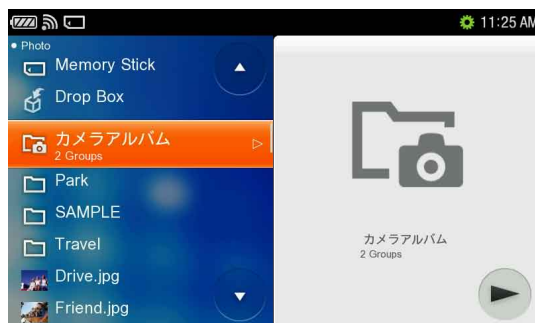 11:25 AM
Photo
Memory Stick
Drop Box
カメラアルバム
2 Groups
Park
SAMPLE
Travel
Drive.jpg
Friend.jpg
カメラアルバム
2 Groups